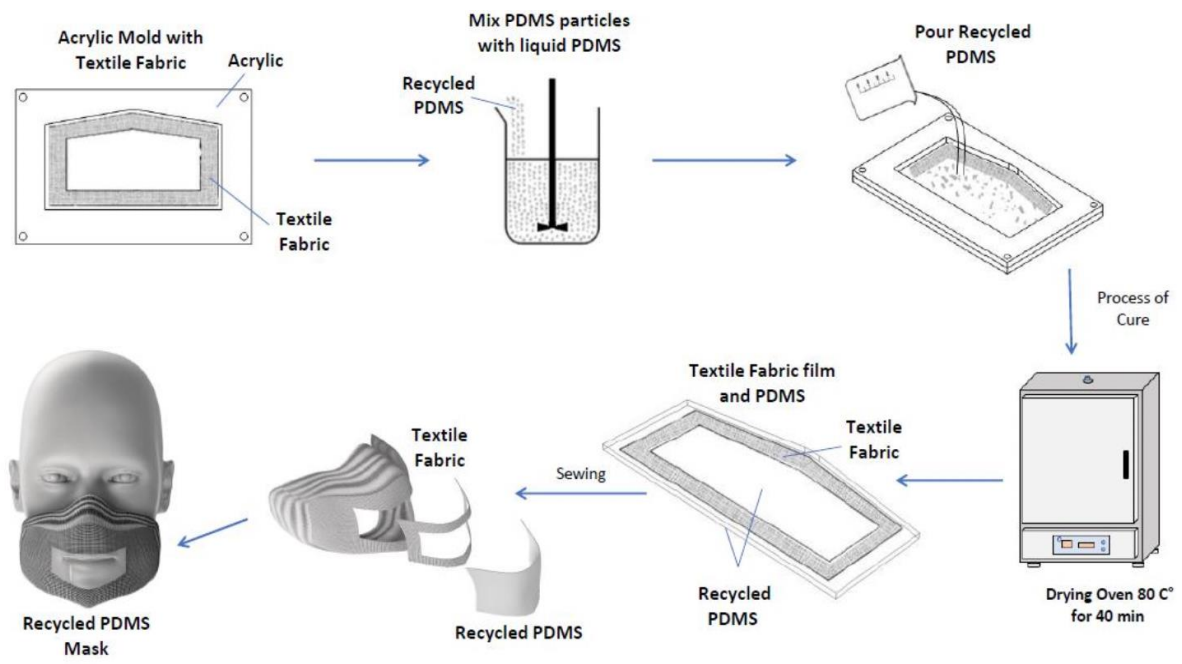 Acrylic Mold with
Textile Fabric
Acrylic
Textile
Fabric
Mix PDMS particles
with liquid PDMS
Recycled
PDMS
Pour Recycled
PDMS
Process of
Cure
Drying Oven 80 C°
for 40 min
Textile Fabric film
and PDMS
Textile
Fabric
Recycled
PDMS
Sewing
Textile
Fabric
Recycled PDMS
Recycled PDMS
Mask